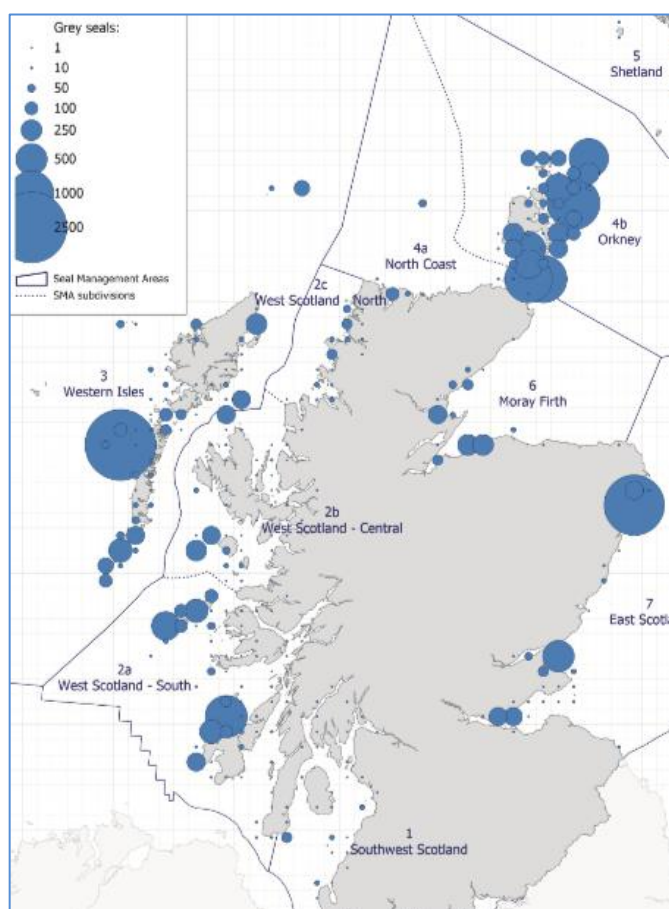 Grey seals:
1
10
50
100
250
500
1000
2500
Seal Management Areas
SMA subdivisions
5
Shetland
4b
Orkney
4a
North Coast
2c
West Scotland - North
3
Western Isles
6
Moray Firth
2b
West Scotland - Central
7
East Scotla
2a
West Scotland - South
1
Southwest Scotland